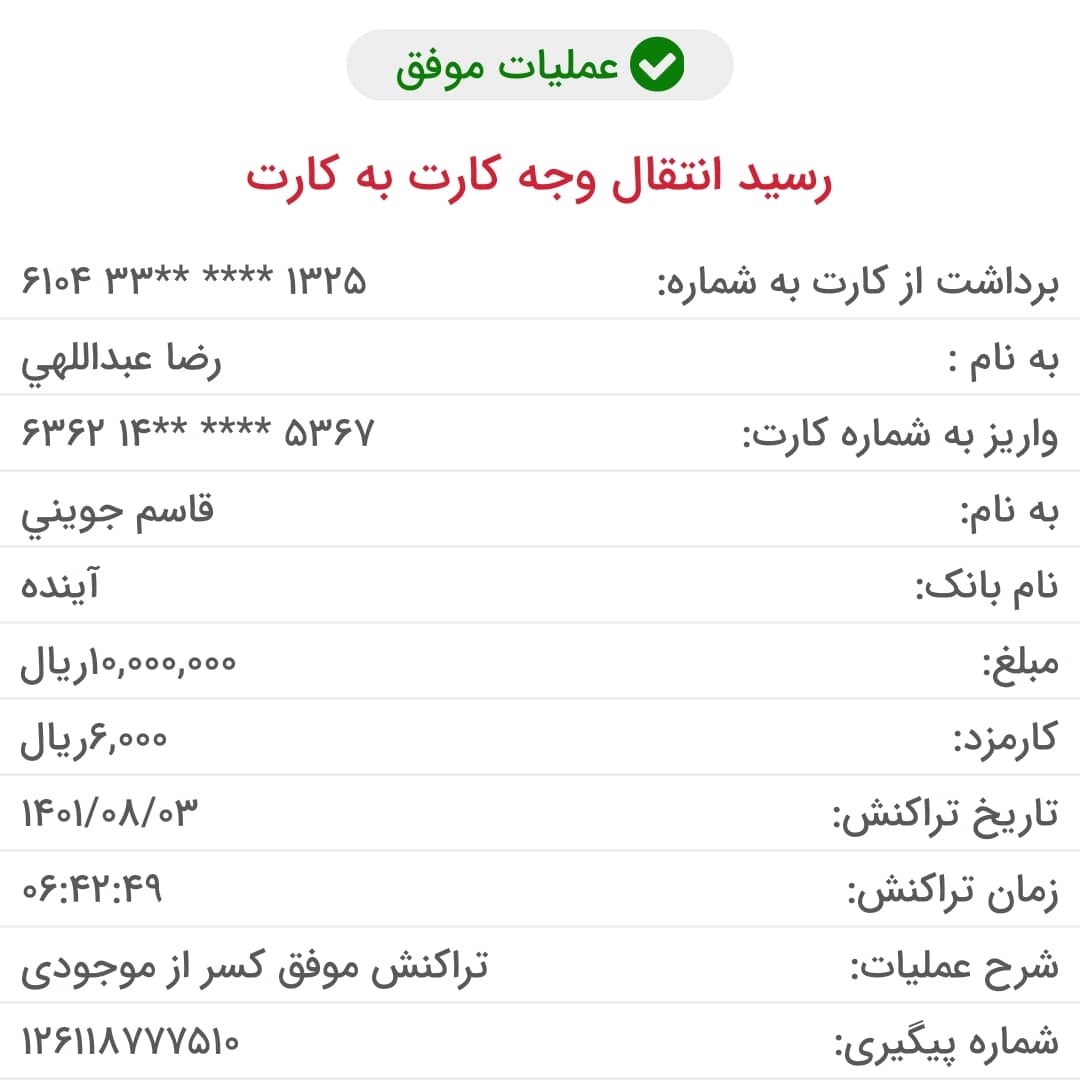 عملیات موفق
رسید انتقال وجه کارت به کارت
برداشت از کارت به شماره: ۶۱۰۴ ۳۳** **** ۱۳۲۵
به نام : رضا عبداللهي
واریز به شماره کارت: ۶۳۶۲ ۱۴** **** ۵۳۶۷
به نام: قاسم جويني
نام بانک: آینده
مبلغ: ۱۰,۰۰۰,۰۰۰ریال
کارمزد: ۶,۰۰۰ریال
تاریخ تراکنش: ۱۴۰۱/۰۸/۰۳
زمان تراکنش: ۰۶:۴۲:۴۹
شرح عملیات: تراکنش موفق کسر از موجودی
شماره پیگیری: ۱۲۶۱۱۸۷۷۷۵۱۰